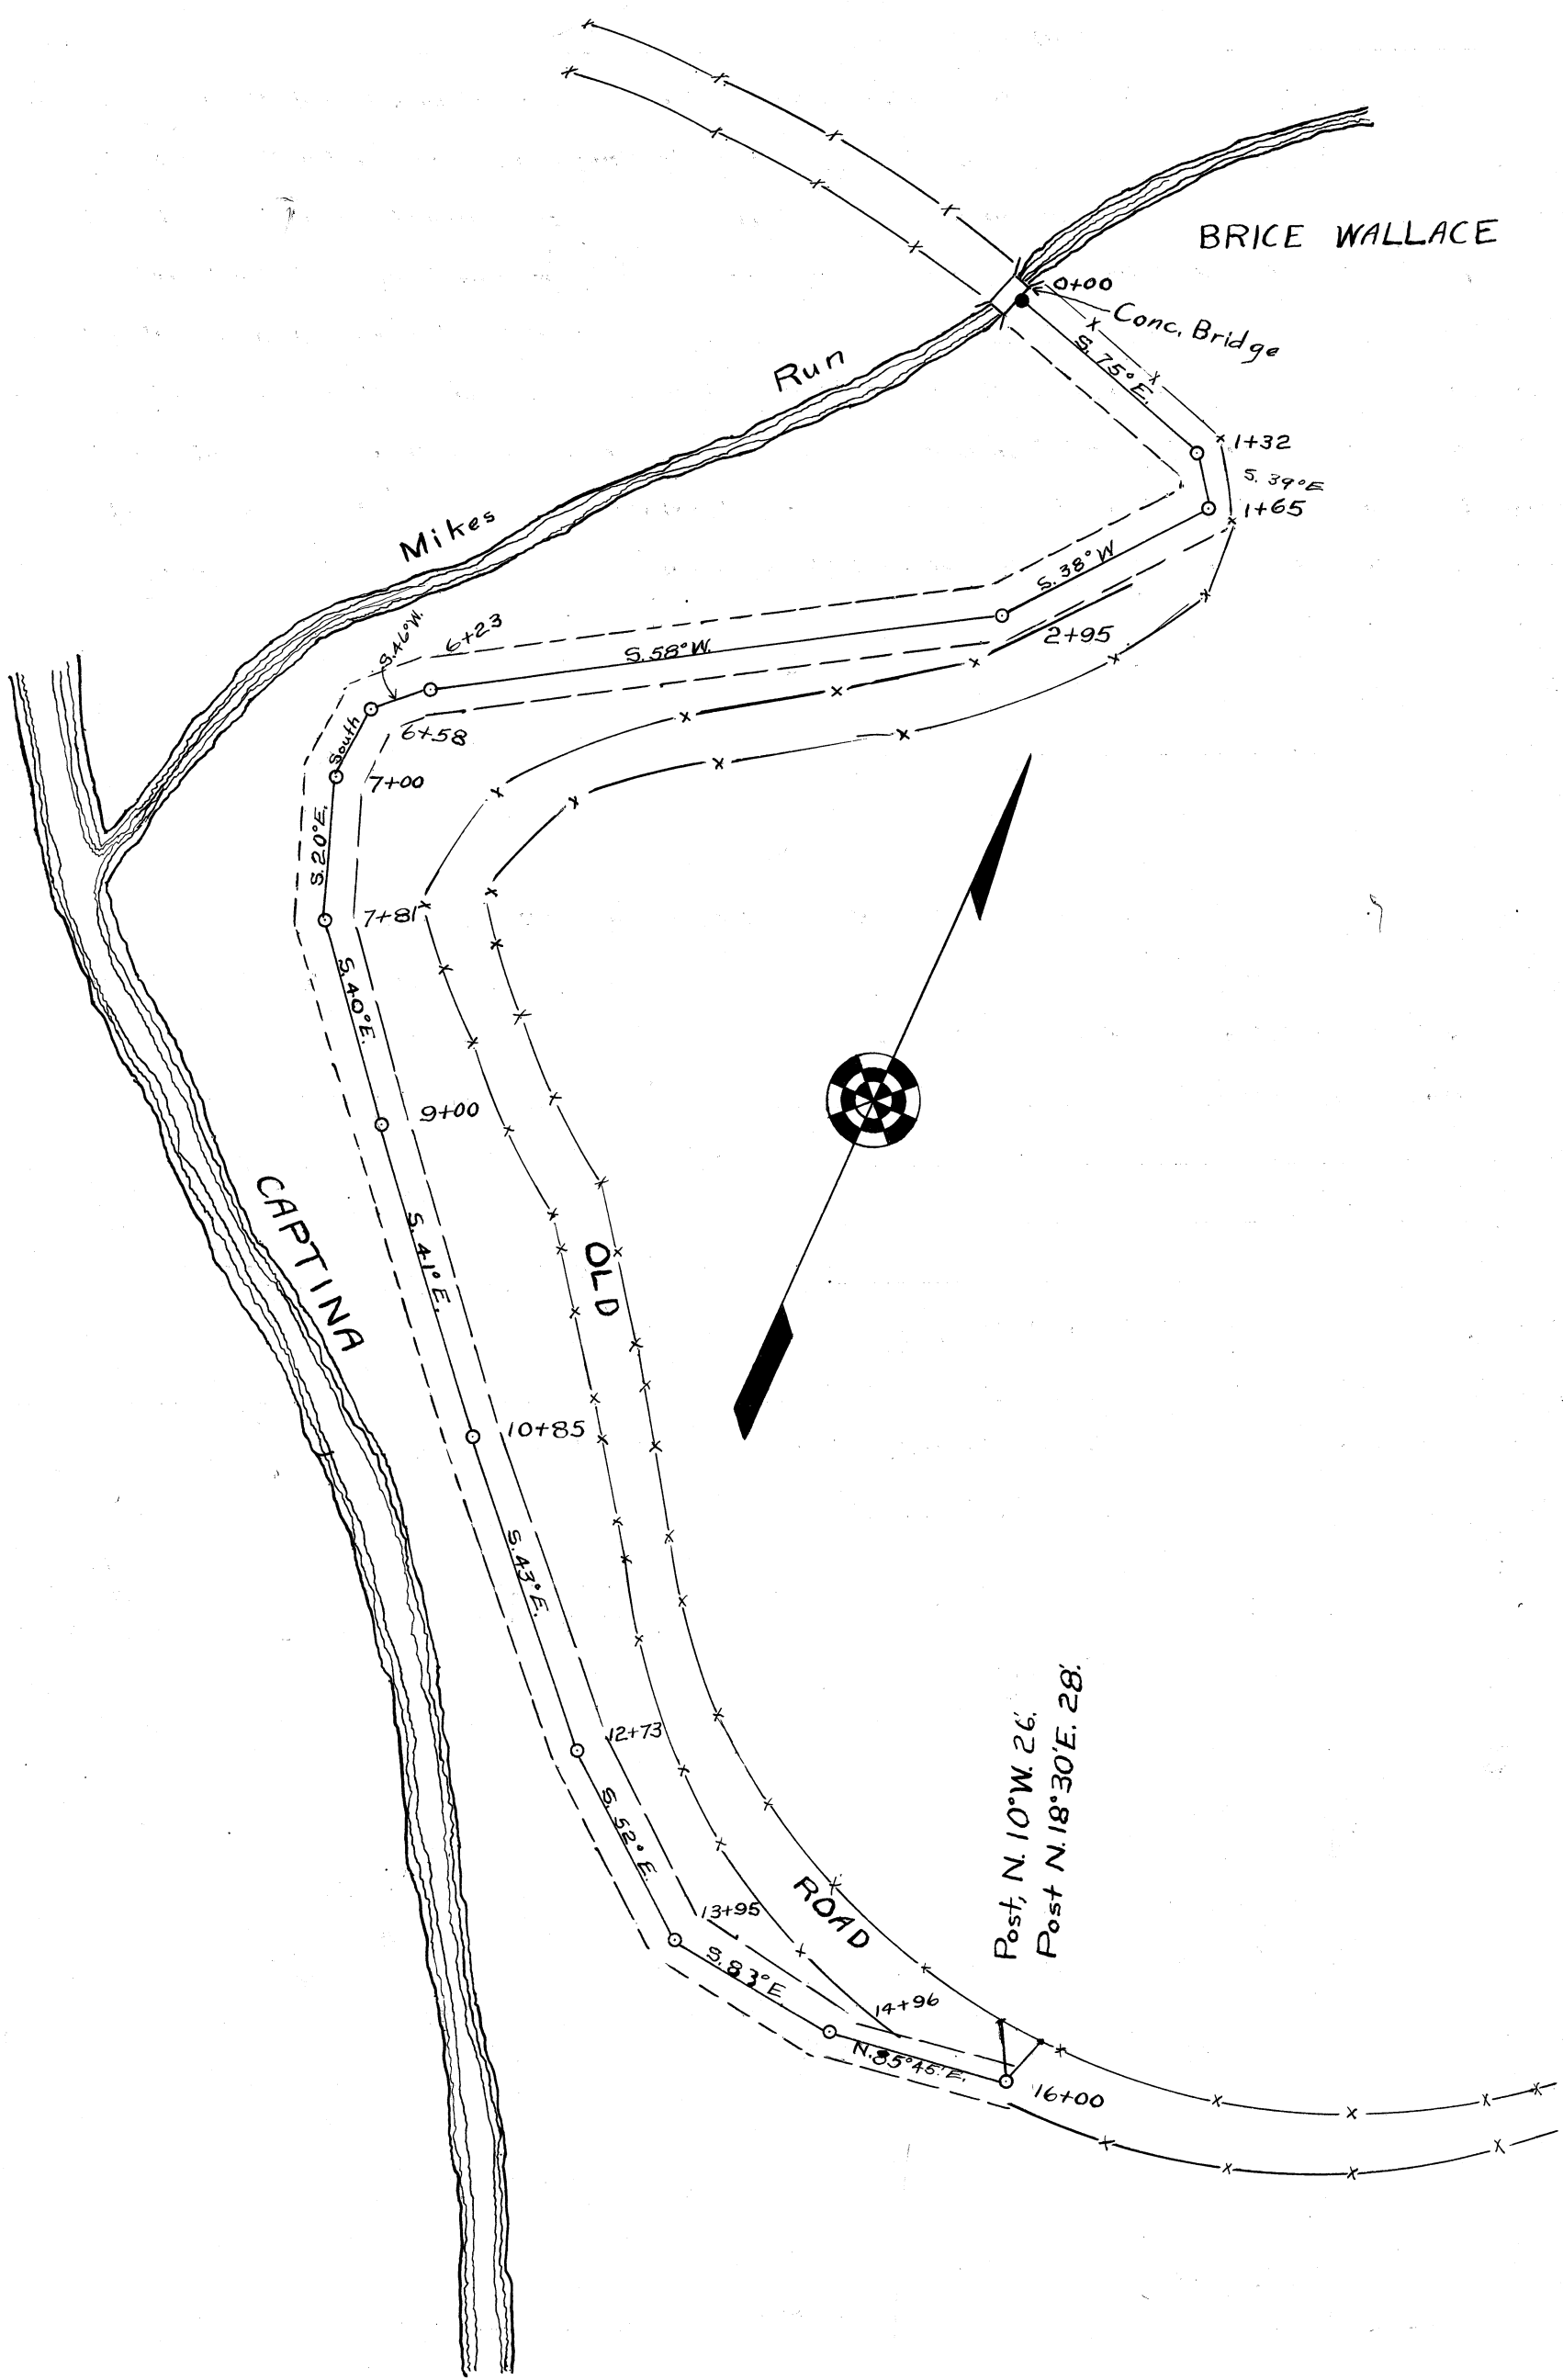 BRICE WALLACE
0+00
Conc. Bridge
S. 75° E.
Run
1+32
S. 39° E
1+65
Mikes
S. 38° W
2+95
6+23
S. 46° W.
S. 58° W.
6+58
South
7+00
S. 20° E.
7+81
S. 40° E.
9+00
CAPTINA
S. 41° E.
OLD
10+85
S. 43° E.
12+73
S. 52° E.
Post, N. 10° W. 26'.
Post N. 18° 30' E. 28'.
ROAD
13+95
S. 83° E.
14+96
N. 85° 45' E.
16+00